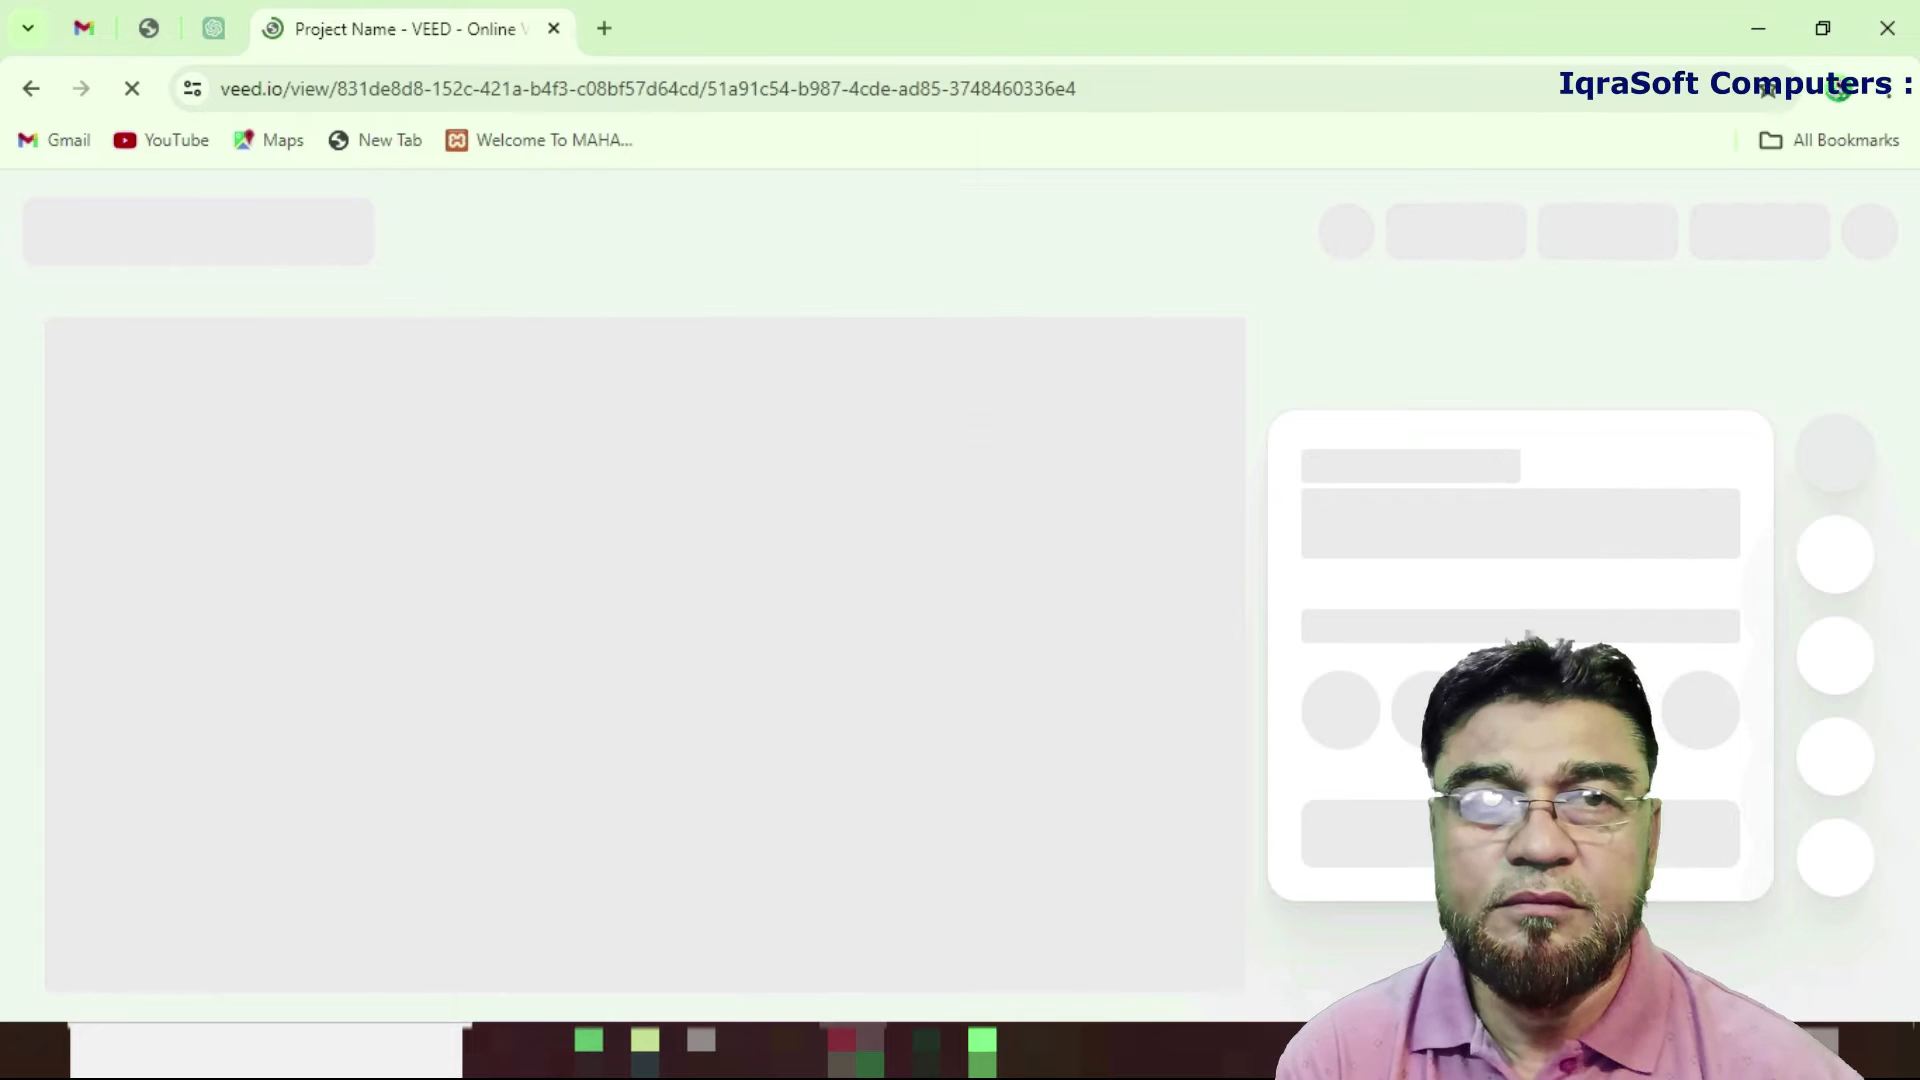 Project Name - VEED - Online V
veed.io/view/831de8d8-152c-421a-b4f3-c08bf57d64cd/51a91c54-b987-4cde-ad85-3748460336e4
IqraSoft Computers :
Gmail YouTube Maps New Tab Welcome To MAHA... All Bookmarks